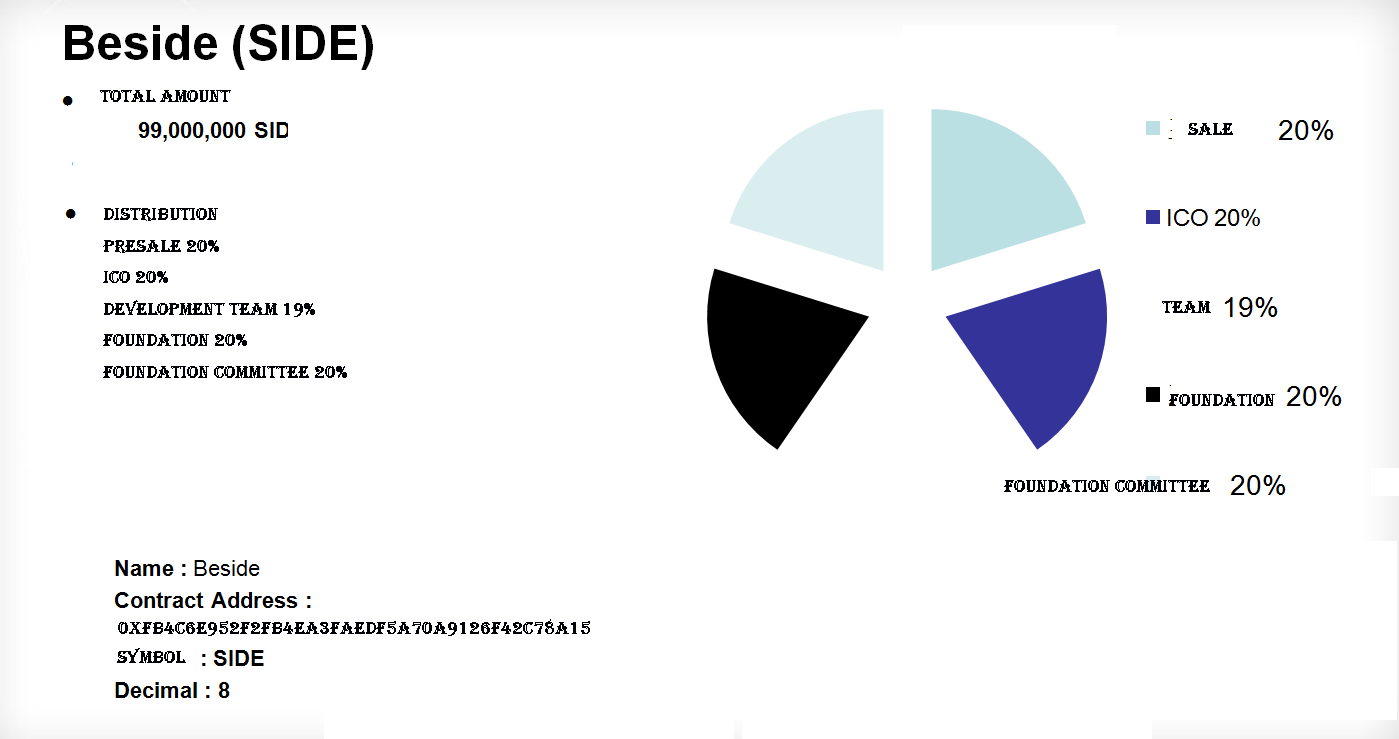 Beside (SIDE)
• TOTAL AMOUNT
99,000,000 SID
• DISTRIBUTION
PRESALE 20%
ICO 20%
DEVELOPMENT TEAM 19%
FOUNDATION 20%
FOUNDATION COMMITTEE 20%
SALE 20%
ICO 20%
TEAM 19%
FOUNDATION 20%
FOUNDATION COMMITTEE 20%
Name : Beside
Contract Address :
0XFB4C6E952F2FB4EA3FAEDF5A70A9126F42C78A15
SYMBOL : SIDE
Decimal : 8